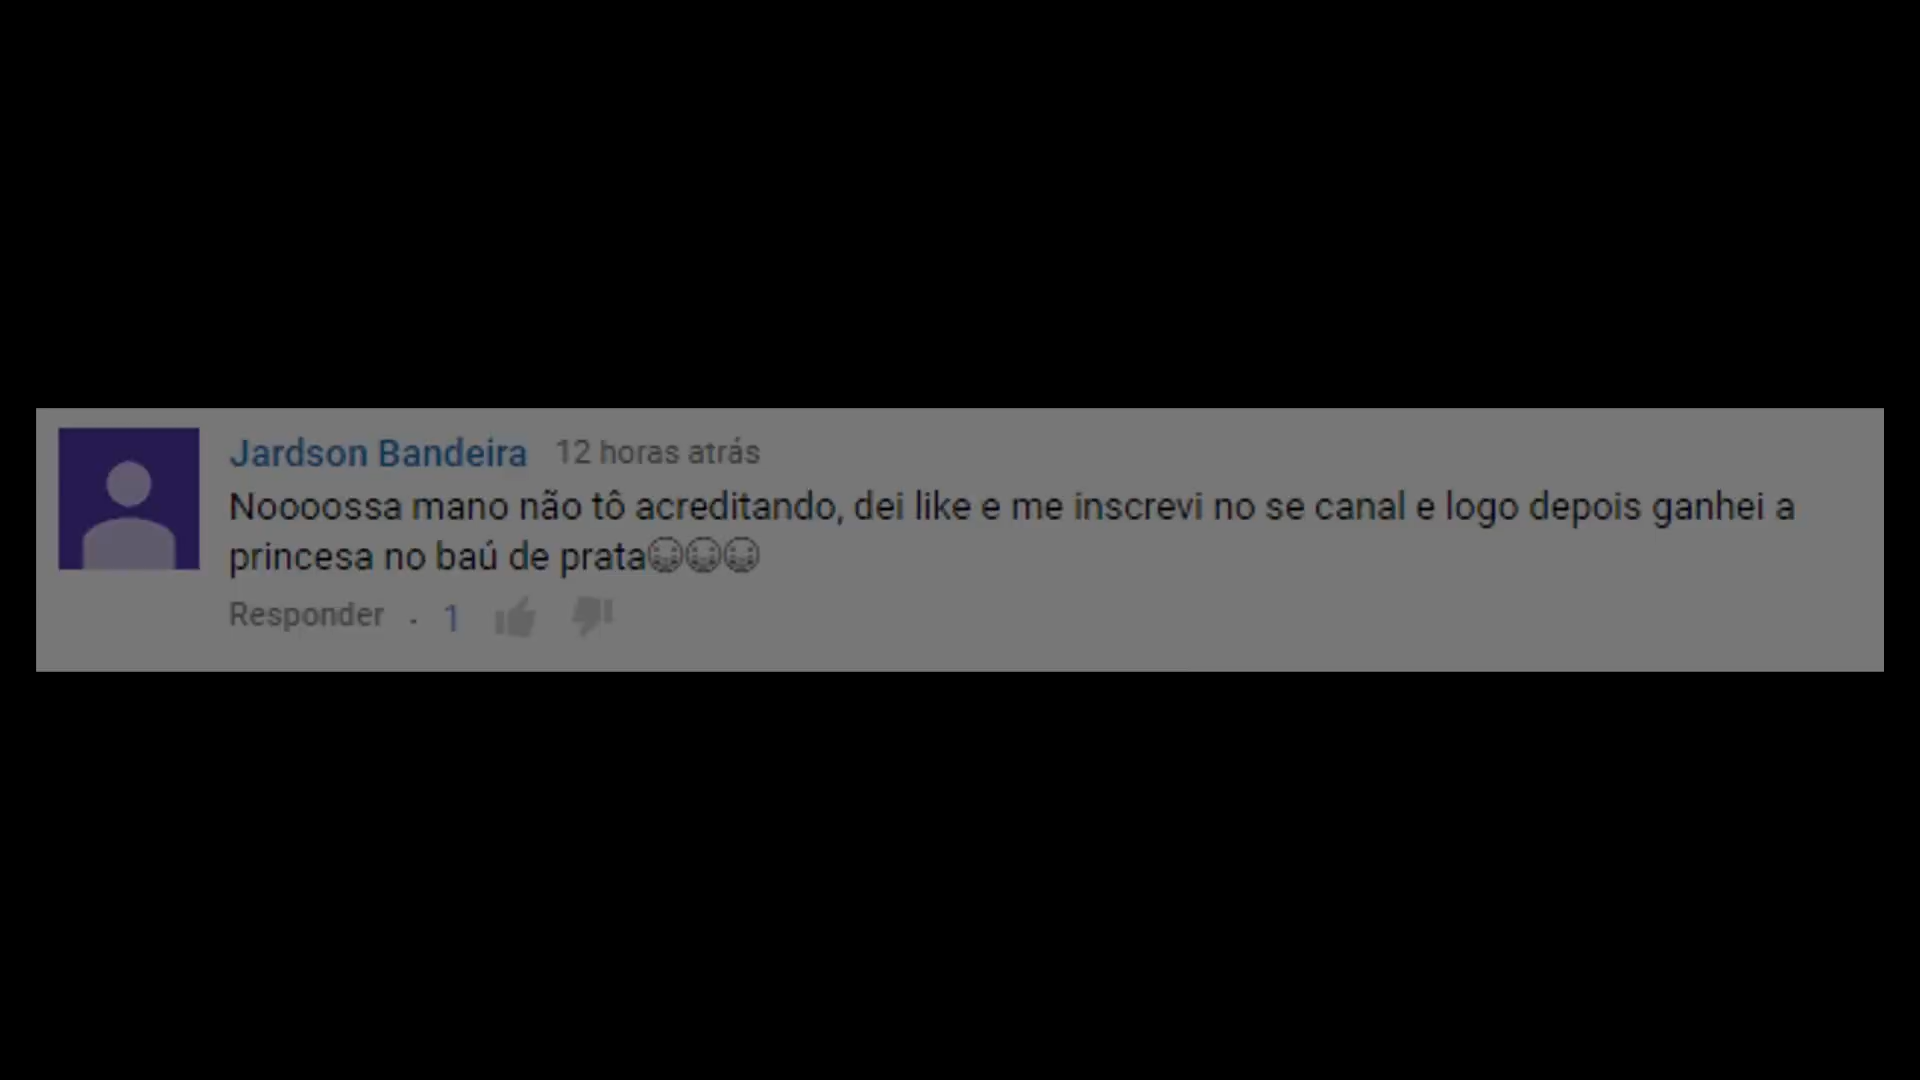 Jardson Bandeira 12 horas atrás
Noooossa mano não tô acreditando, dei like e me inscrevi no se canal e logo depois ganhei a
princesa no baú de prata
Responder . 1